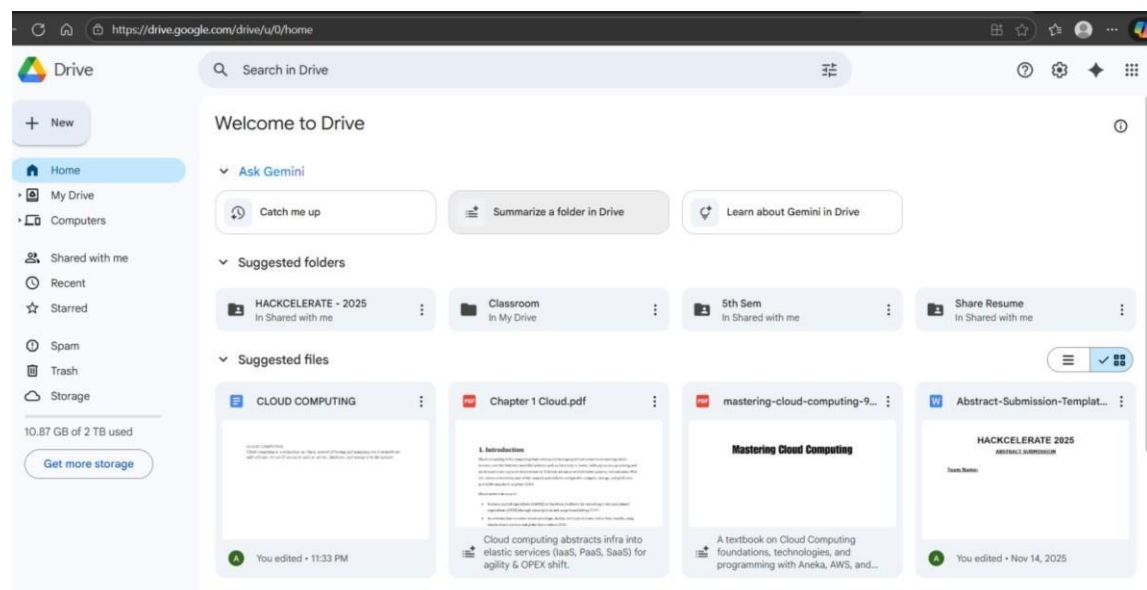 https://drive.google.com/drive/u/0/home
Drive
Search in Drive
New
Welcome to Drive
Home
My Drive
Computers
Shared with me
Recent
Starred
Spam
Trash
Storage
10.87 GB of 2 TB used
Get more storage
Ask Gemini
Catch me up
Summarize a folder in Drive
Learn about Gemini in Drive
Suggested folders
HACKCELERATE - 2025
In Shared with me
Classroom
In My Drive
5th Sem
In Shared with me
Share Resume
In Shared with me
Suggested files
CLOUD COMPUTING
CLOUD COMPUTING
A
You edited • 11:33 PM
PDF
Chapter 1 Cloud.pdf
1. Introduction
Cloud computing abstracts infra into
elastic services (IaaS, PaaS, SaaS) for
agility & OPEX shift.
PDF
mastering-cloud-computing-9...
Mastering Cloud Computing
A textbook on Cloud Computing
foundations, technologies, and
programming with Aneka, AWS, and...
W
Abstract-Submission-Templat...
HACKCELERATE 2025
ABSTRACT SUBMISSION
Team Name:
A
You edited • Nov 14, 2025